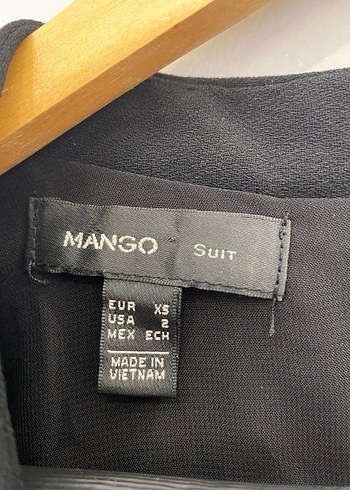 MANGO SUIT
EUR XS
USA 2
MEX ECH
MADE IN
VIETNAM